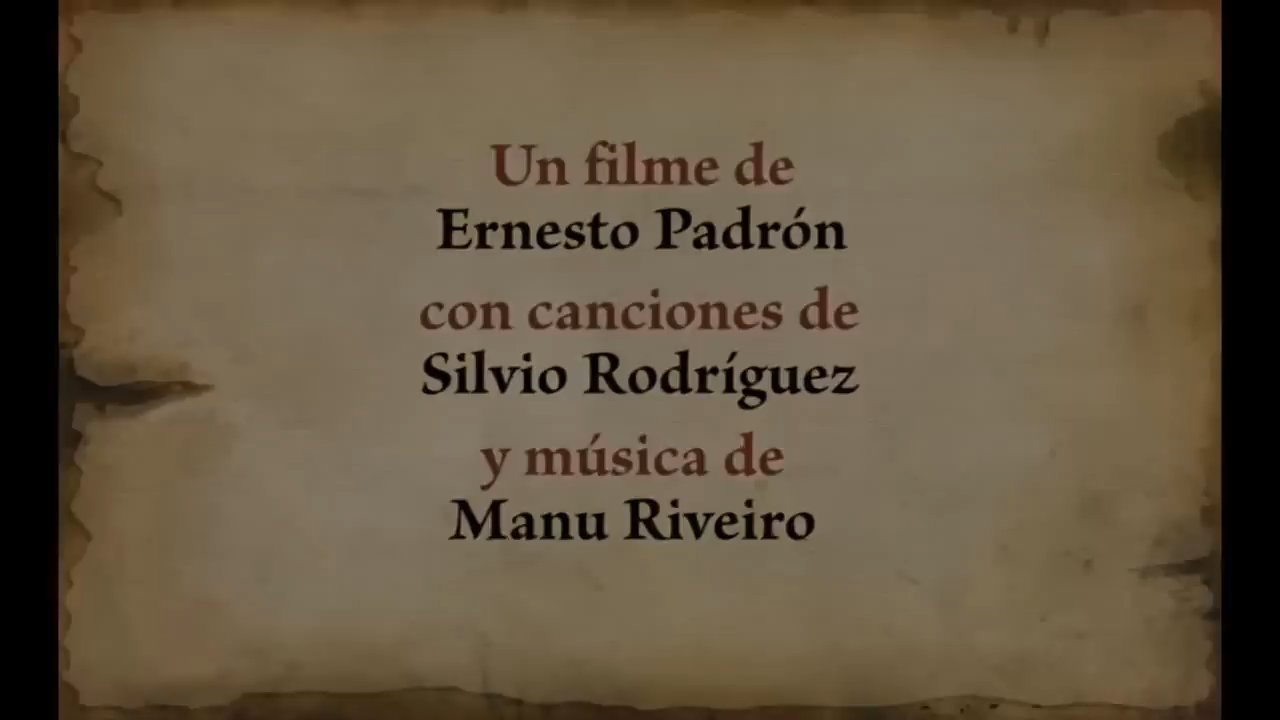 Un filme de
Ernesto Padrón
con canciones de
Silvio Rodríguez
y música de
Manu Riveiro